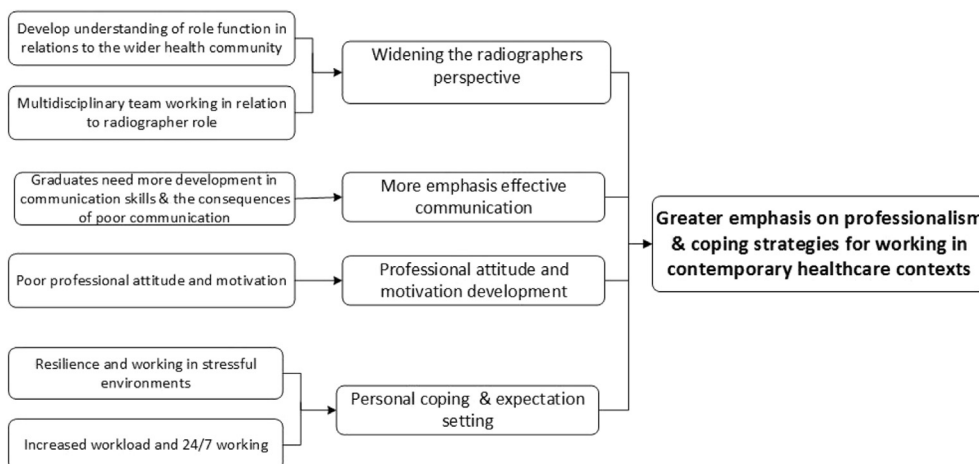 Develop understanding of role function in
relations to the wider health community
Multidisciplinary team working in relation
to radiographer role
Widening the radiographers
perspective
Graduates need more development in
communication skills & the consequences
of poor communication
More emphasis effective
communication
Poor professional attitude and motivation
Professional attitude and
motivation development
Resilience and working in stressful
environments
Increased workload and 24/7 working
Personal coping & expectation
setting
Greater emphasis on professionalism
& coping strategies for working in
contemporary healthcare contexts